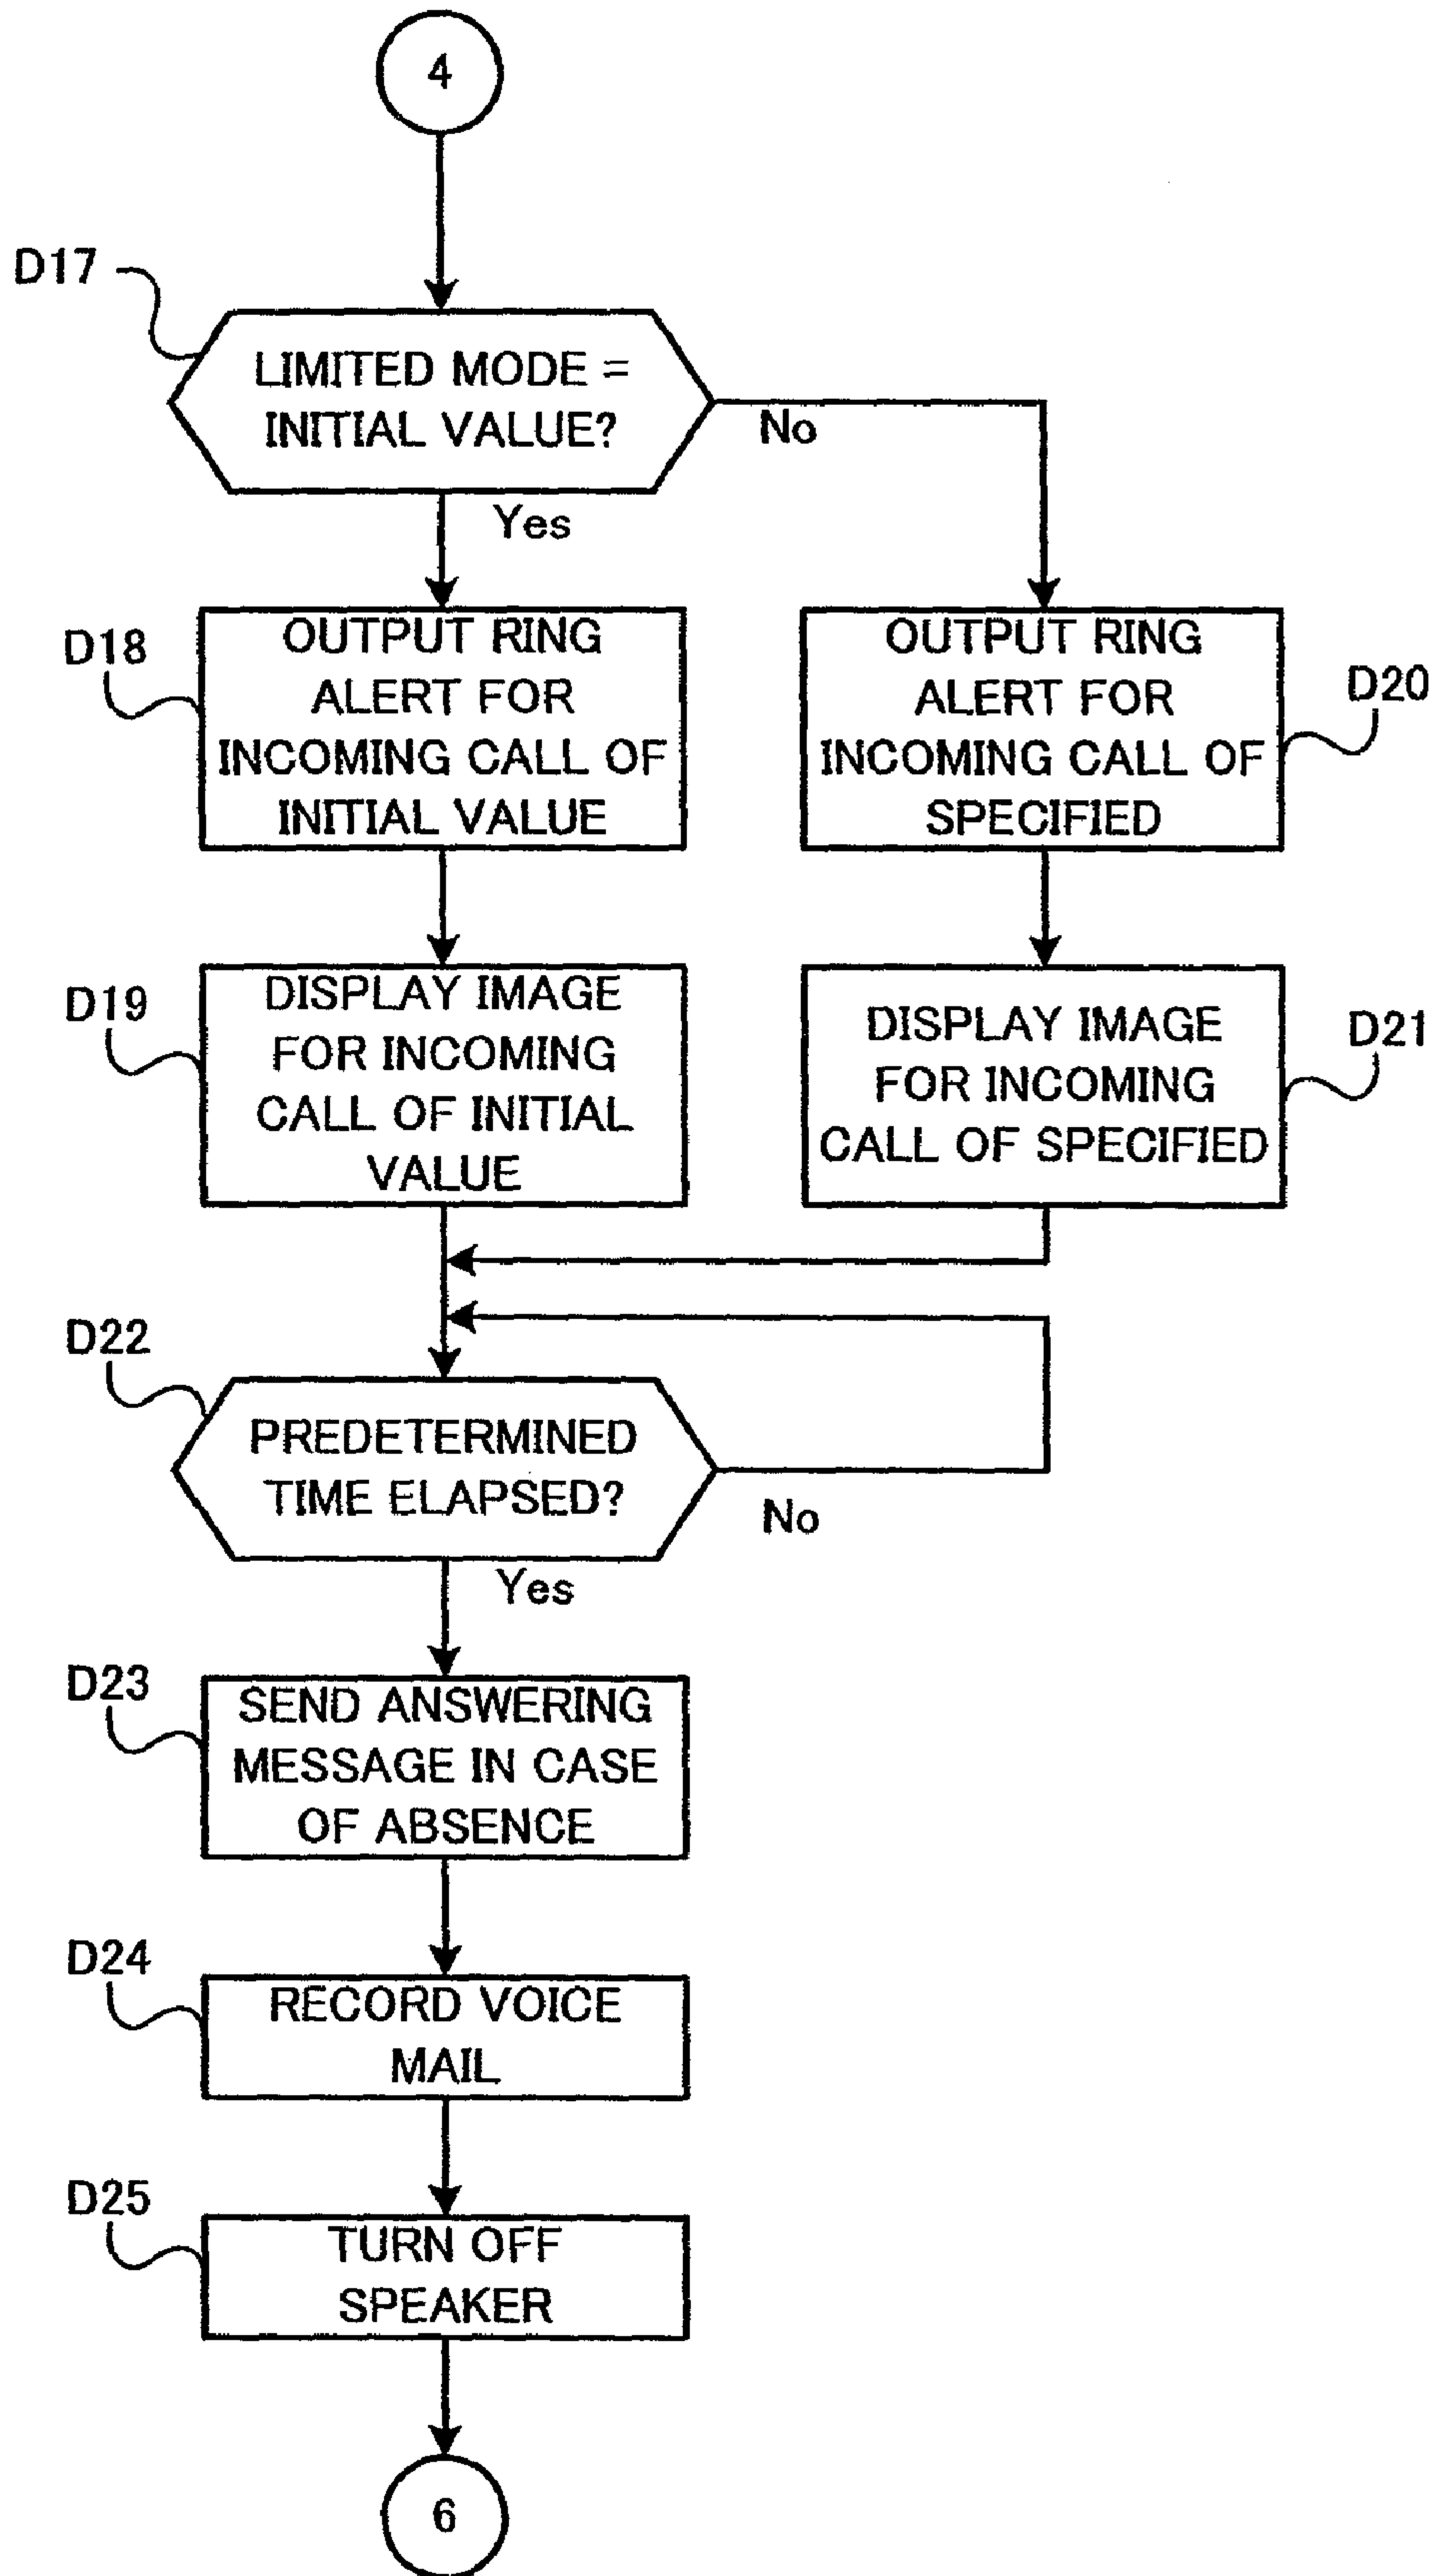 4
D17
LIMITED MODE =
INITIAL VALUE?
No
Yes
D18
OUTPUT RING
ALERT FOR
INCOMING CALL OF
INITIAL VALUE
OUTPUT RING
ALERT FOR
INCOMING CALL OF
SPECIFIED
D20
D19
DISPLAY IMAGE
FOR INCOMING
CALL OF INITIAL
VALUE
DISPLAY IMAGE
FOR INCOMING
CALL OF SPECIFIED
D21
D22
PREDETERMINED
TIME ELAPSED?
No
Yes
D23
SEND ANSWERING
MESSAGE IN CASE
OF ABSENCE
D24
RECORD VOICE
MAIL
D25
TURN OFF
SPEAKER
6